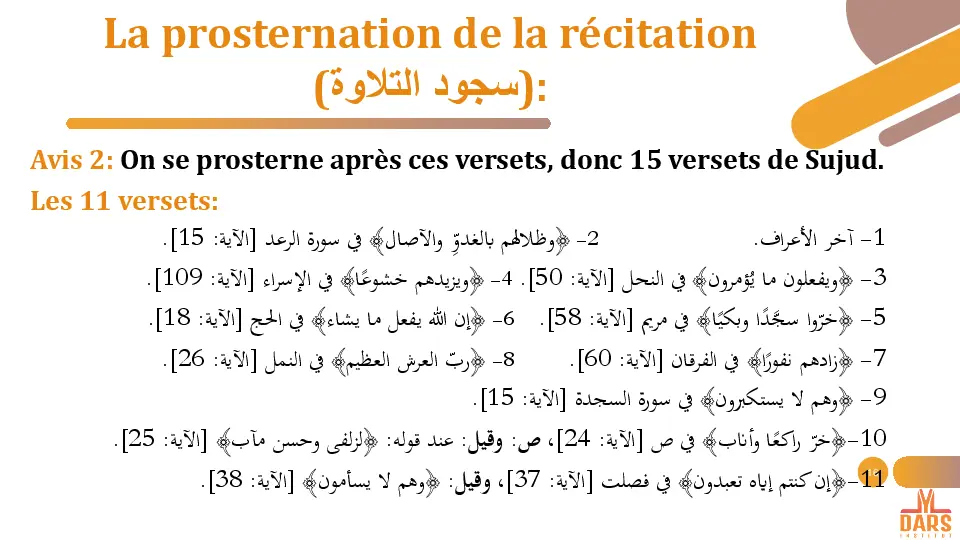 La prosternation de la récitation
(سجود التلاوة):
Avis 2: On se prosterne après ces versets, donc 15 versets de Sujud.
Les 11 versets:
1- آخر الأعراف. 2- ﴿وظلالهم بالغدوِّ والآصال﴾ في سورة الرعد [الآية: 15].
3- ﴿ويفعلون ما يُؤمرون﴾ في النحل [الآية: 50]. 4- ﴿ويزيدهم خشوعًا﴾ في الإسراء [الآية: 109].
5- ﴿خرّوا سجَّدًا وبكيًا﴾ في مريم [الآية: 58]. 6- ﴿إن الله يفعل ما يشاء﴾ في الحج [الآية: 18].
7- ﴿زادهم نفورًا﴾ في الفرقان [الآية: 60]. 8- ﴿ربّ العرش العظيم﴾ في النمل [الآية: 26].
9- ﴿وهم لا يستكبرون﴾ في سورة السجدة [الآية: 15].
10-﴿خرّ راكعًا وأناب﴾ في ص [الآية: 24]، ص: وقيل: عند قوله: ﴿لزلفى وحسن مآب﴾ [الآية: 25].
11-﴿إن كنتم إياه تعبدون﴾ في فصلت [الآية: 37]، وقيل: ﴿وهم لا يسأمون﴾ [الآية: 38].
DARS
INSTITUT